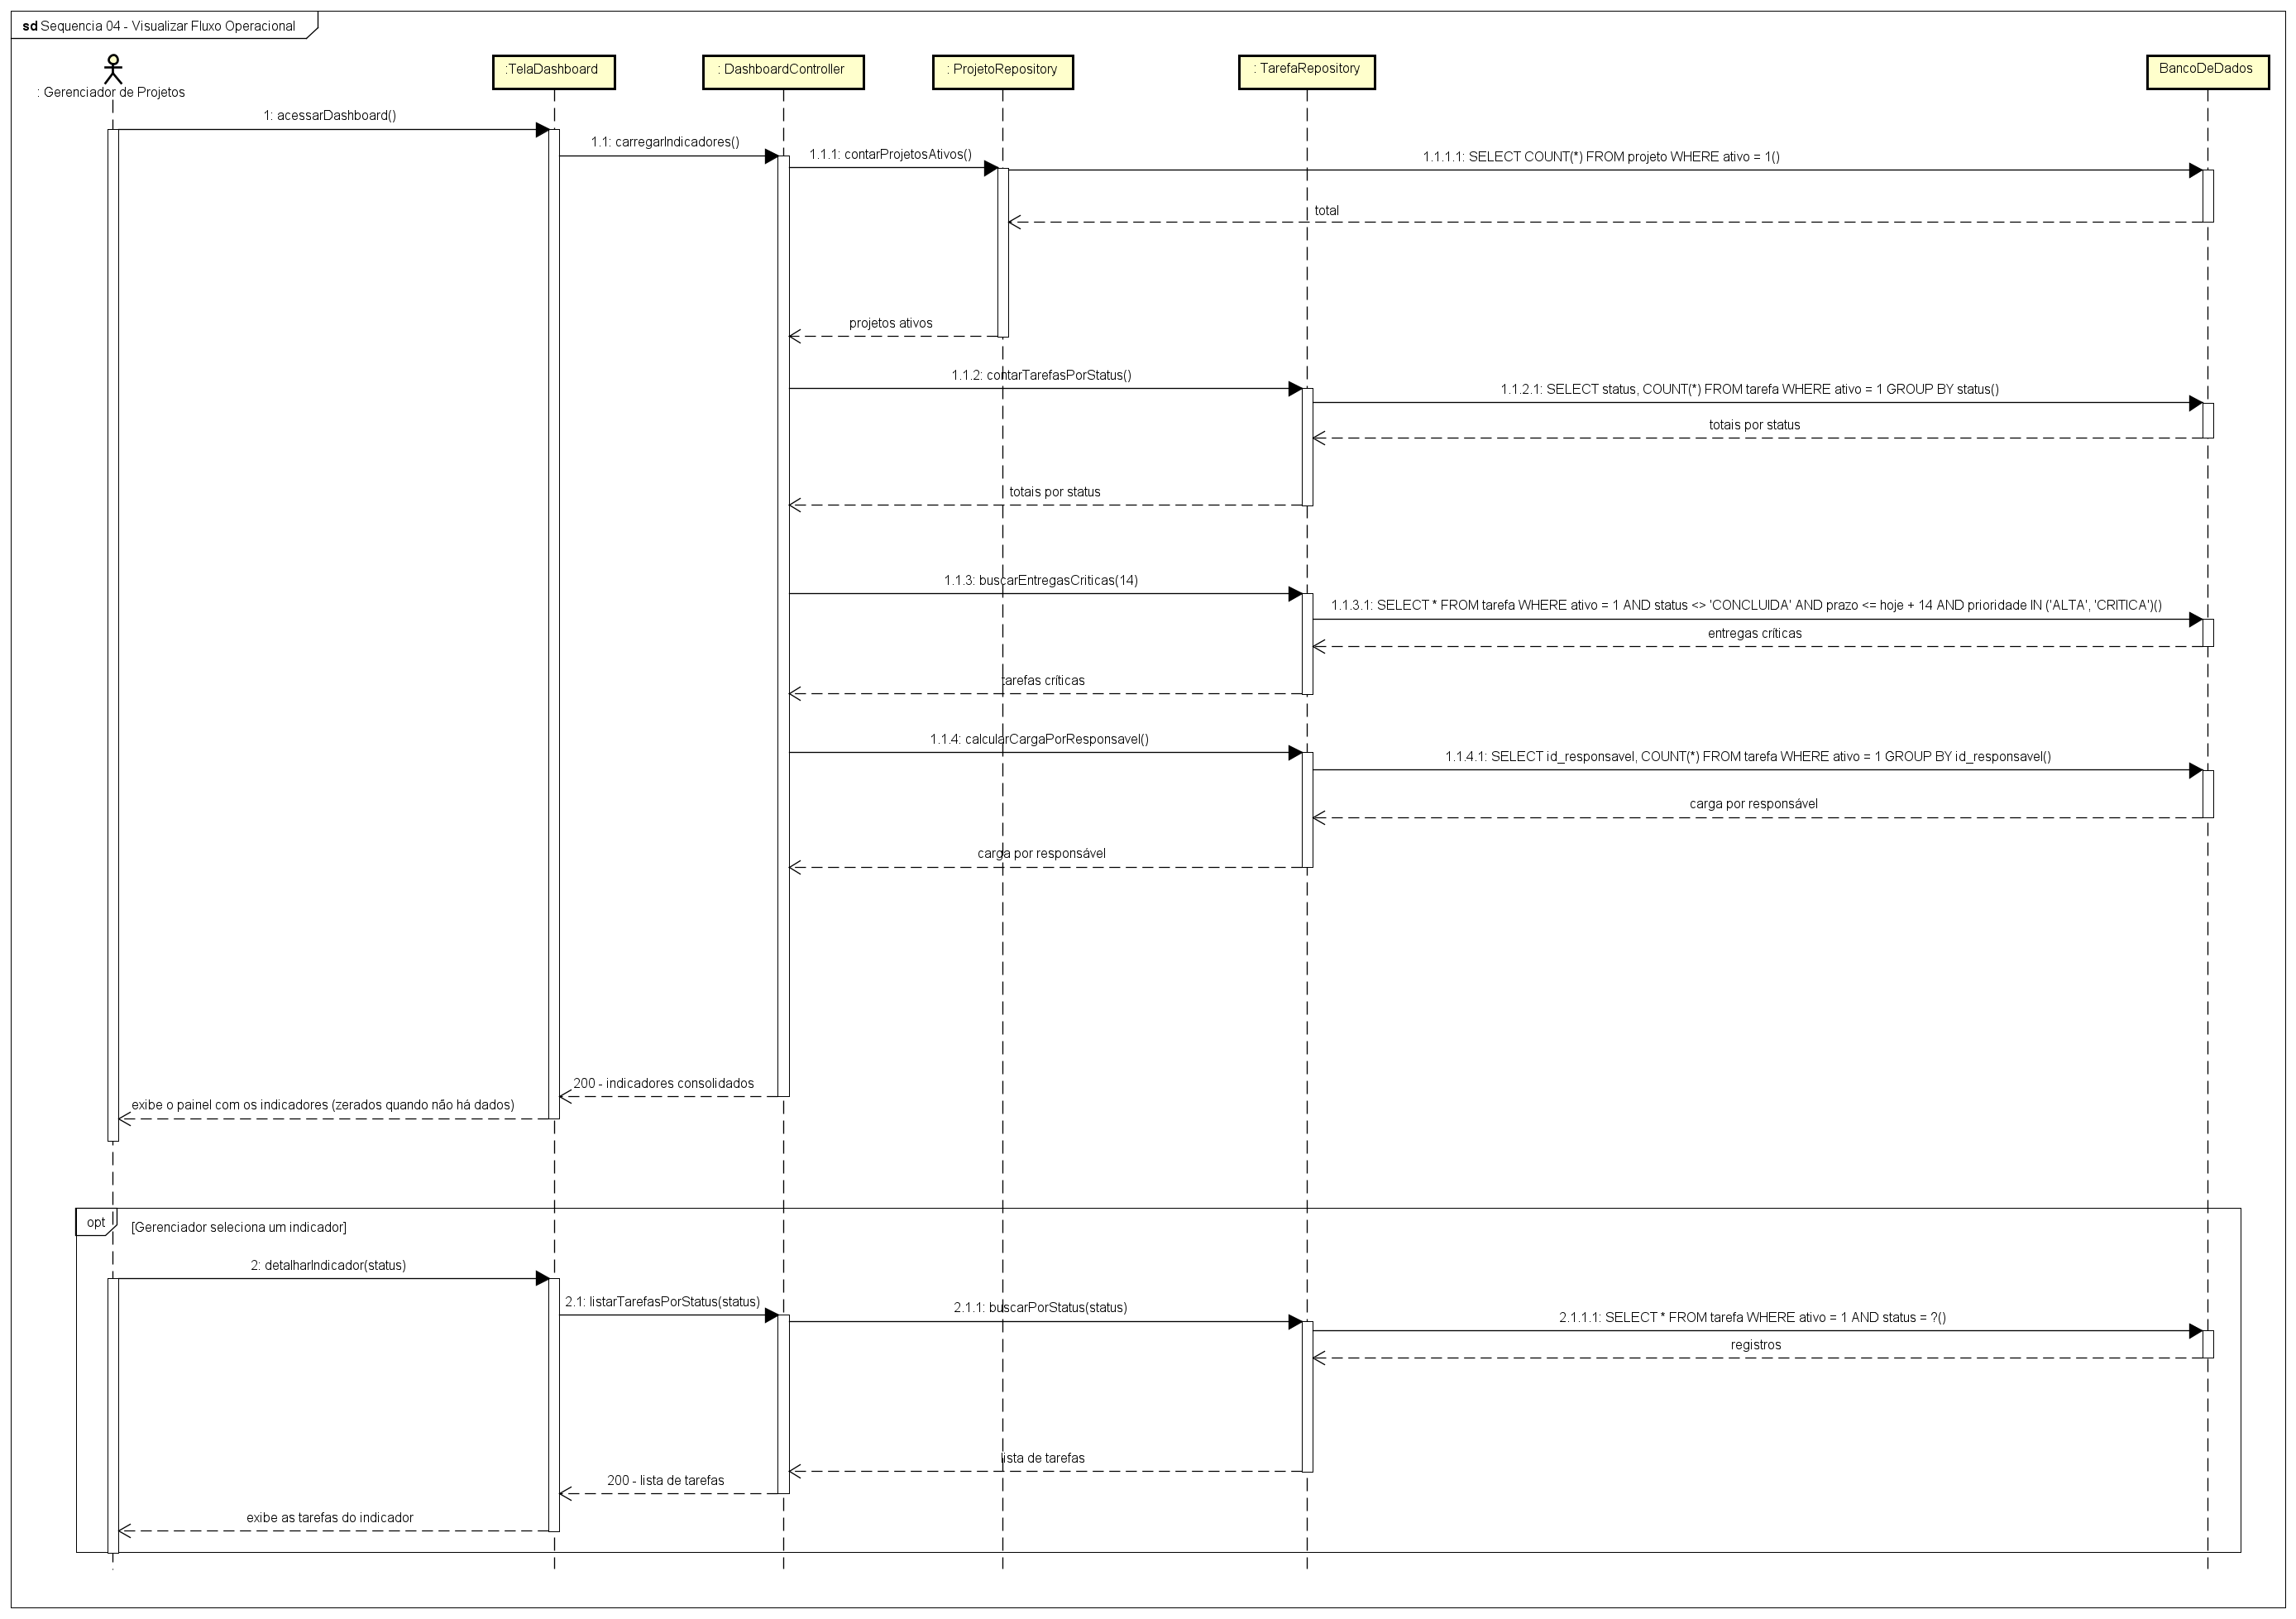 sd Sequencia 04 - Visualizar Fluxo Operacional
: Gerenciador de Projetos
:TelaDashboard
: DashboardController
: ProjetoRepository
: TarefaRepository
BancoDeDados
1: acessarDashboard()
1.1: carregarIndicadores()
1.1.1: contarProjetosAtivos()
1.1.1.1: SELECT COUNT(*) FROM projeto WHERE ativo = 1()
total
projetos ativos
1.1.2: contarTarefasPorStatus()
1.1.2.1: SELECT status, COUNT(*) FROM tarefa WHERE ativo = 1 GROUP BY status()
totais por status
totais por status
1.1.3: buscarEntregasCriticas(14)
1.1.3.1: SELECT * FROM tarefa WHERE ativo = 1 AND status <> 'CONCLUIDA' AND prazo <= hoje + 14 AND prioridade IN ('ALTA', 'CRITICA')()
entregas críticas
tarefas críticas
1.1.4: calcularCargaPorResponsavel()
1.1.4.1: SELECT id_responsavel, COUNT(*) FROM tarefa WHERE ativo = 1 GROUP BY id_responsavel()
carga por responsável
carga por responsável
200 - indicadores consolidados
exibe o painel com os indicadores (zerados quando não há dados)
opt
[Gerenciador seleciona um indicador]
2: detalharIndicador(status)
2.1: listarTarefasPorStatus(status)
2.1.1: buscarPorStatus(status)
2.1.1.1: SELECT * FROM tarefa WHERE ativo = 1 AND status = ?()
registros
lista de tarefas
200 - lista de tarefas
exibe as tarefas do indicador